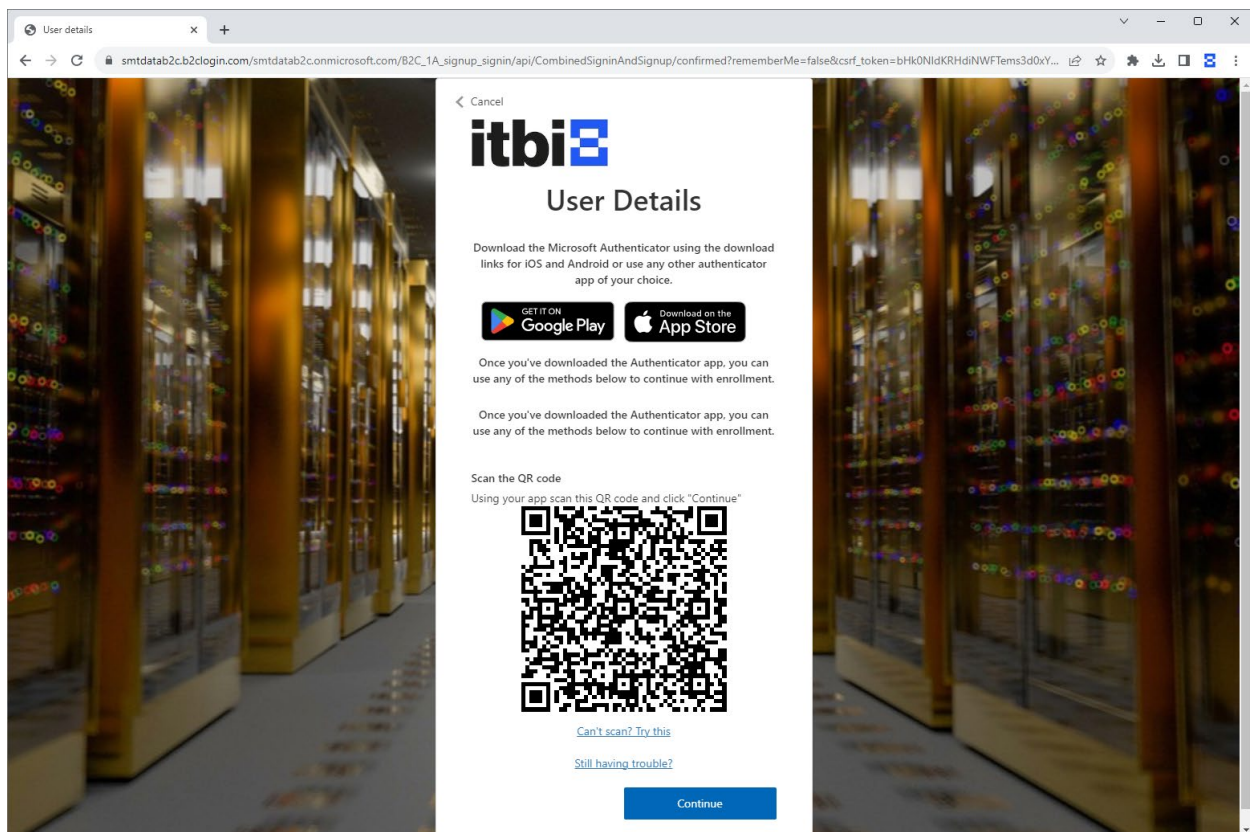 User details
smtdatab2c.b2clogin.com/smtdatab2c.onmicrosoft.com/B2C_1A_signup_signin/api/CombinedSigninAndSignup/confirmed?rememberMe=false&csrf_token=bHk0NldKRHdiNWFTems3d0xY...
Cancel
itbi
User Details
Download the Microsoft Authenticator using the download
links for iOS and Android or use any other authenticator
app of your choice.
GET IT ON
Google Play
Download on the
App Store
Once you've downloaded the Authenticator app, you can
use any of the methods below to continue with enrollment.
Once you've downloaded the Authenticator app, you can
use any of the methods below to continue with enrollment.
Scan the QR code
Using your app scan this QR code and click "Continue"
Can't scan? Try this
Still having trouble?
Continue